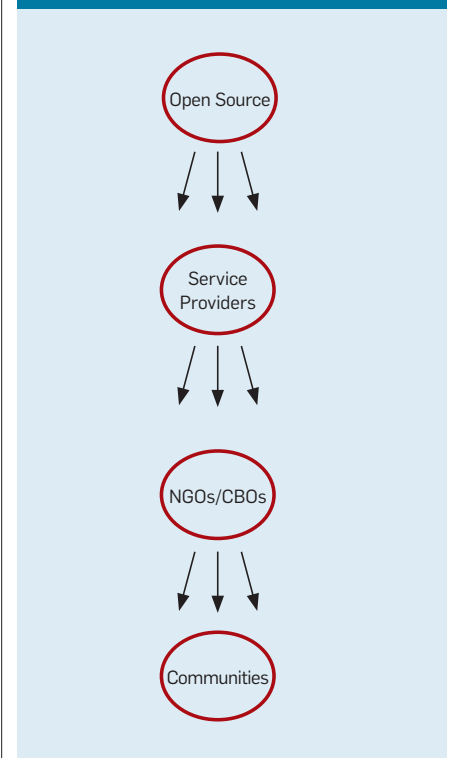 Open Source
Service
Providers
NGOs/CBOs
Communities